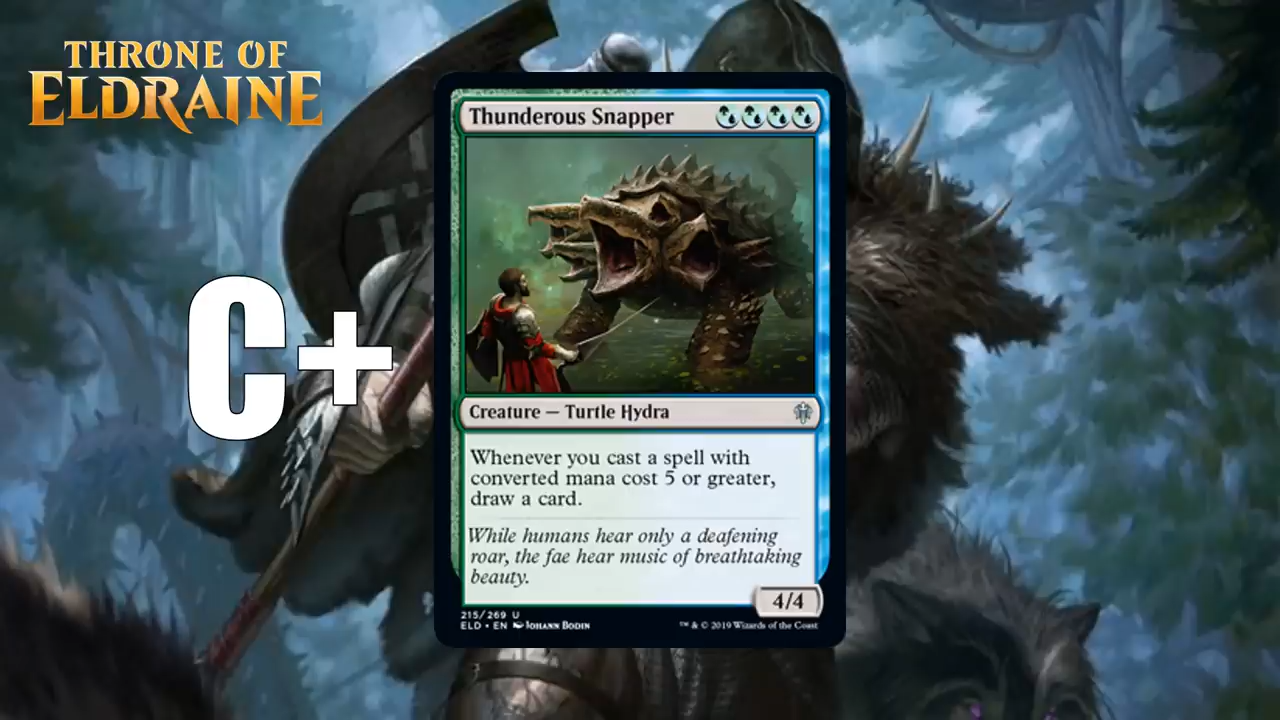 THRONE OF
ELDRAINE
C+
Thunderous Snapper
Creature — Turtle Hydra
Whenever you cast a spell with
converted mana cost 5 or greater,
draw a card.
While humans hear only a deafening
roar, the fae hear music of breathtaking
beauty.
4/4
215/269 U
ELD • EN Johann Bodin
™ & © 2019 Wizards of the Coast